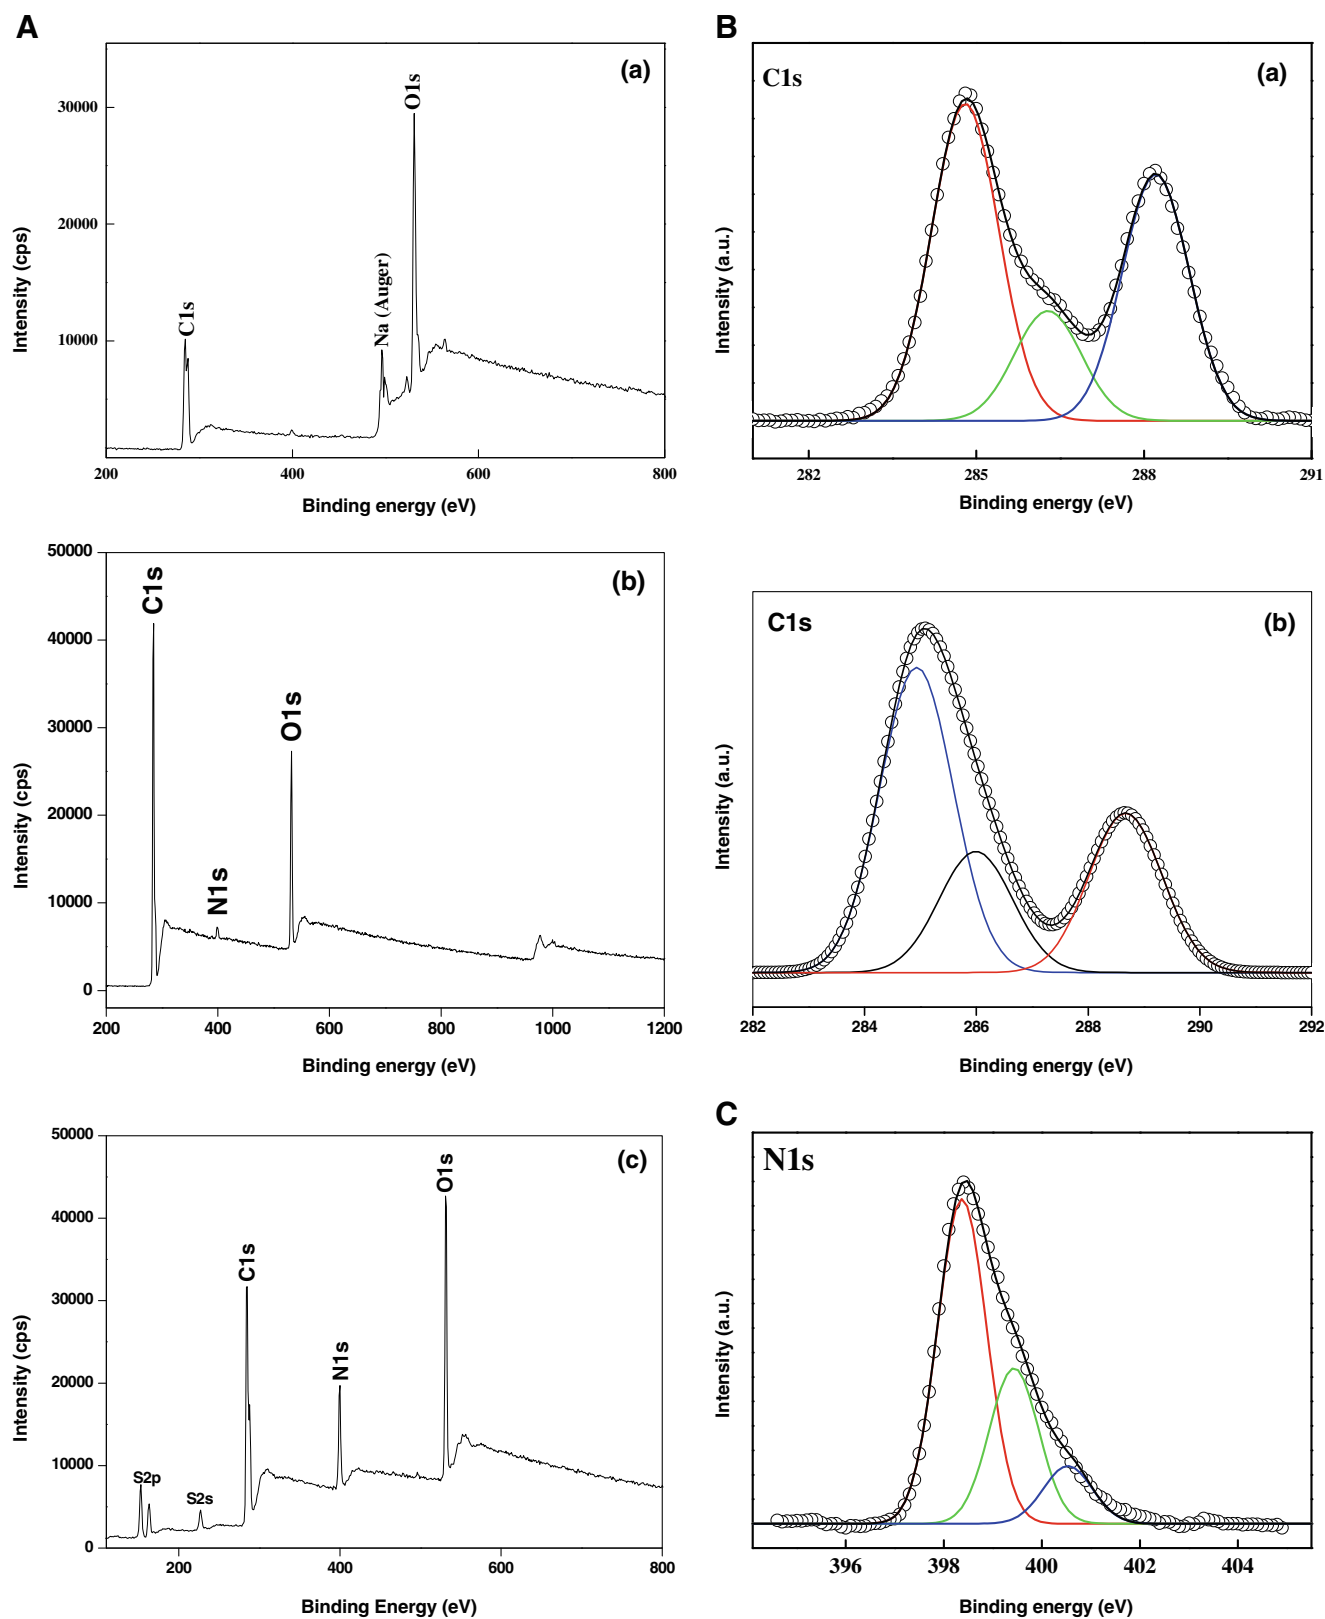 A
(a)
O1s
Na (Auger)
C1s
30000
20000
10000
Intensity (cps)
200 400 600 800
Binding energy (eV)
B
C1s (a)
Intensity (a.u.)
282 285 288 291
Binding energy (eV)
50000
40000
30000
20000
10000
0
Intensity (cps)
C1s
N1s
O1s
(b)
200 400 600 800 1000 1200
Binding energy (eV)
C1s (b)
Intensity (a.u.)
282 284 286 288 290 292
Binding energy (eV)
50000
40000
30000
20000
10000
0
Intensity (cps)
S2p
S2s
C1s
N1s
O1s
(c)
200 400 600 800
Binding Energy (eV)
C
N1s
Intensity (a.u.)
396 398 400 402 404
Binding energy (eV)